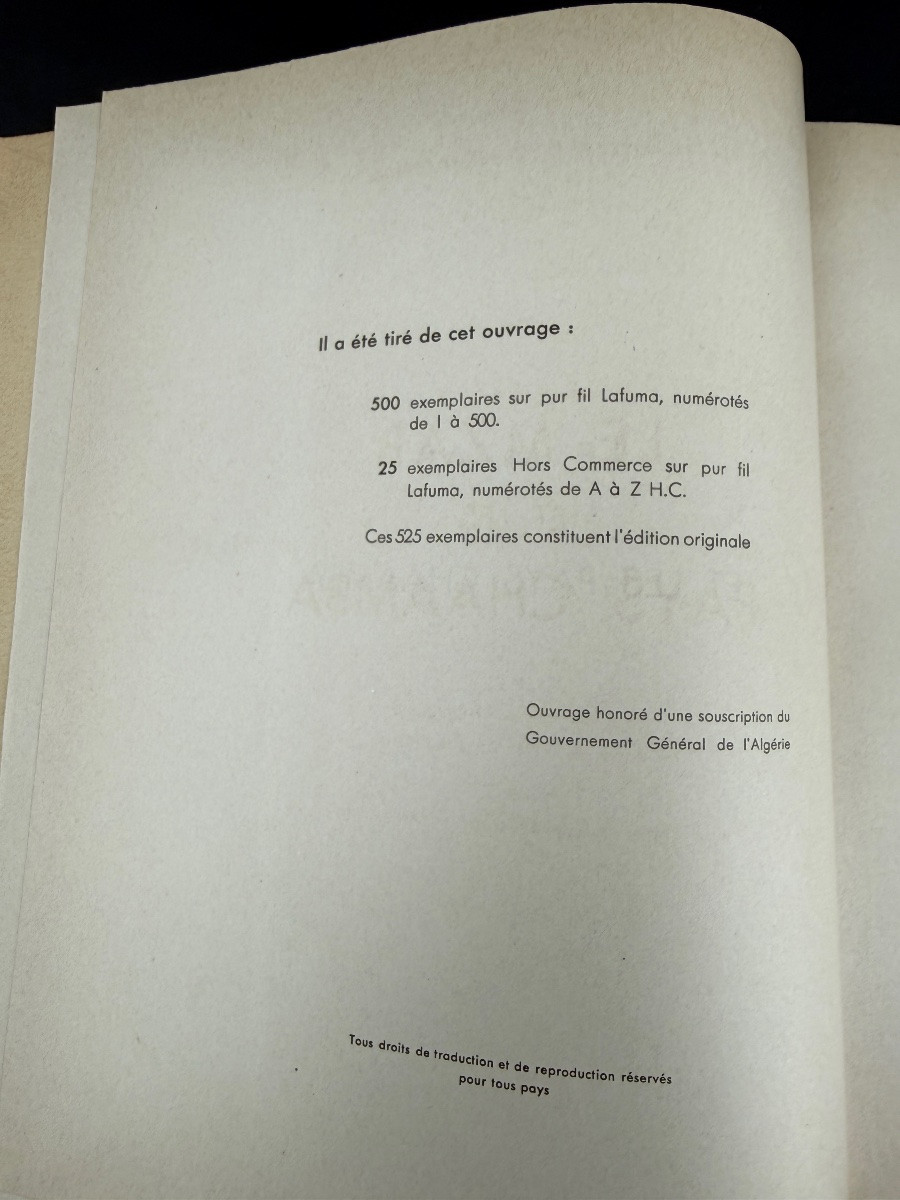 Il a été tiré de cet ouvrage :
500 exemplaires sur pur fil Lafuma, numérotés
de I à 500.
25 exemplaires Hors Commerce sur pur fil
Lafuma, numérotés de A à Z H.C.
Ces 525 exemplaires constituent l'édition originale
Ouvrage honoré d'une souscription du
Gouvernement Général de l'Algérie
Tous droits de traduction et de reproduction réservés
pour tous pays